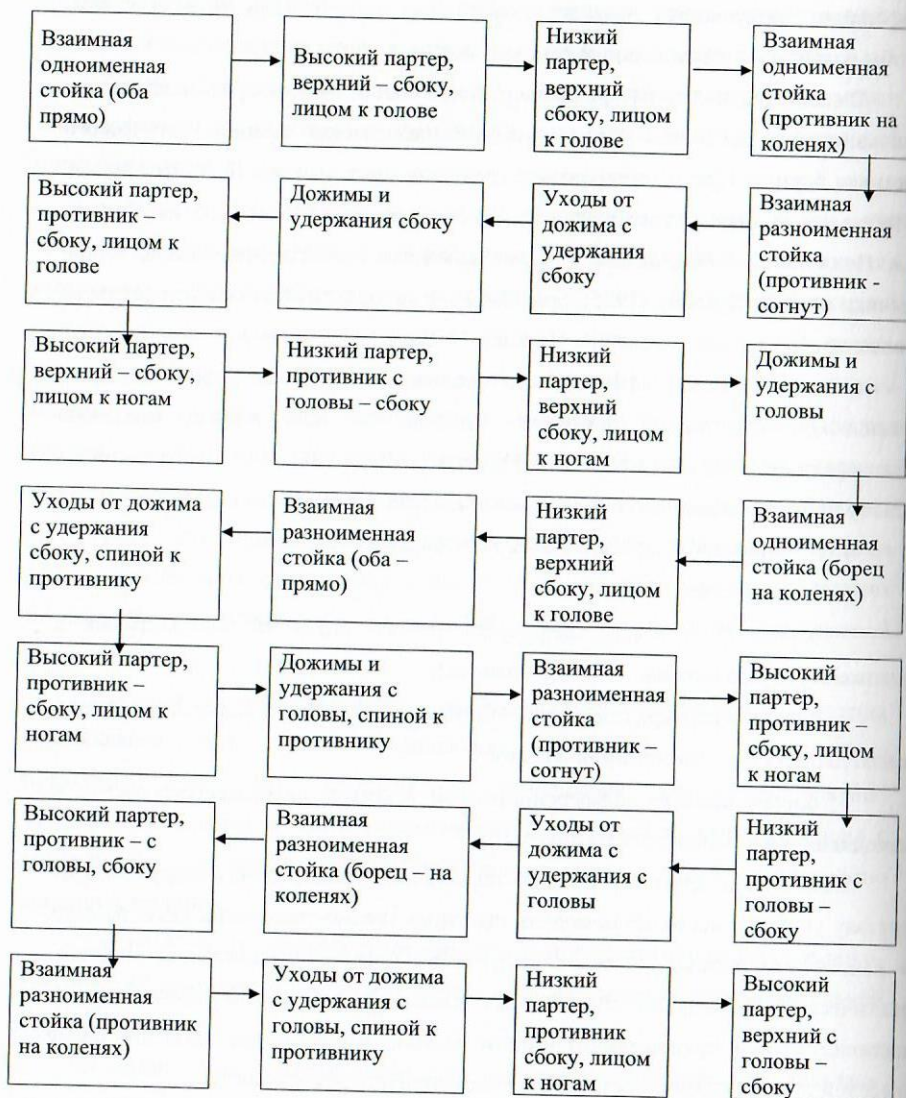 Взаимная
одноименная
стойка (оба
прямо)
Высокий партер,
верхний – сбоку,
лицом к голове
Низкий
партер,
верхний
сбоку, лицом
к голове
Взаимная
одноименная
стойка
(противник на
коленях)
Высокий партер,
противник –
сбоку, лицом к
голове
Дожимы и
удержания сбоку
Уходы от
дожима с
удержания
сбоку
Взаимная
разноименная
стойка
(противник -
согнут)
Высокий партер,
верхний – сбоку,
лицом к ногам
Низкий партер,
противник с
головы – сбоку
Низкий
партер,
верхний
сбоку, лицом
к ногам
Дожимы и
удержания с
головы
Уходы от дожима
с удержания
сбоку, спиной к
противнику
Взаимная
разноименная
стойка (оба –
прямо)
Низкий
партер,
верхний
сбоку, лицом
к голове
Взаимная
одноименная
стойка (борец
на коленях)
Высокий партер,
противник –
сбоку, лицом к
ногам
Дожимы и
удержания с
головы, спиной к
противнику
Взаимная
разноименная
стойка
(противник –
согнут)
Высокий
партер,
противник –
сбоку, лицом
к ногам
Высокий партер,
противник – с
головы, сбоку
Взаимная
разноименная
стойка (борец – на
коленях)
Уходы от
дожима с
удержания с
головы
Низкий
партер,
противник с
головы –
сбоку
Взаимная
разноименная
стойка (противник
на коленях)
Уходы от дожима
с удержания с
головы, спиной к
противнику
Низкий
партер,
противник
сбоку, лицом к
ногам
Высокий
партер,
верхний с
головы –
сбоку